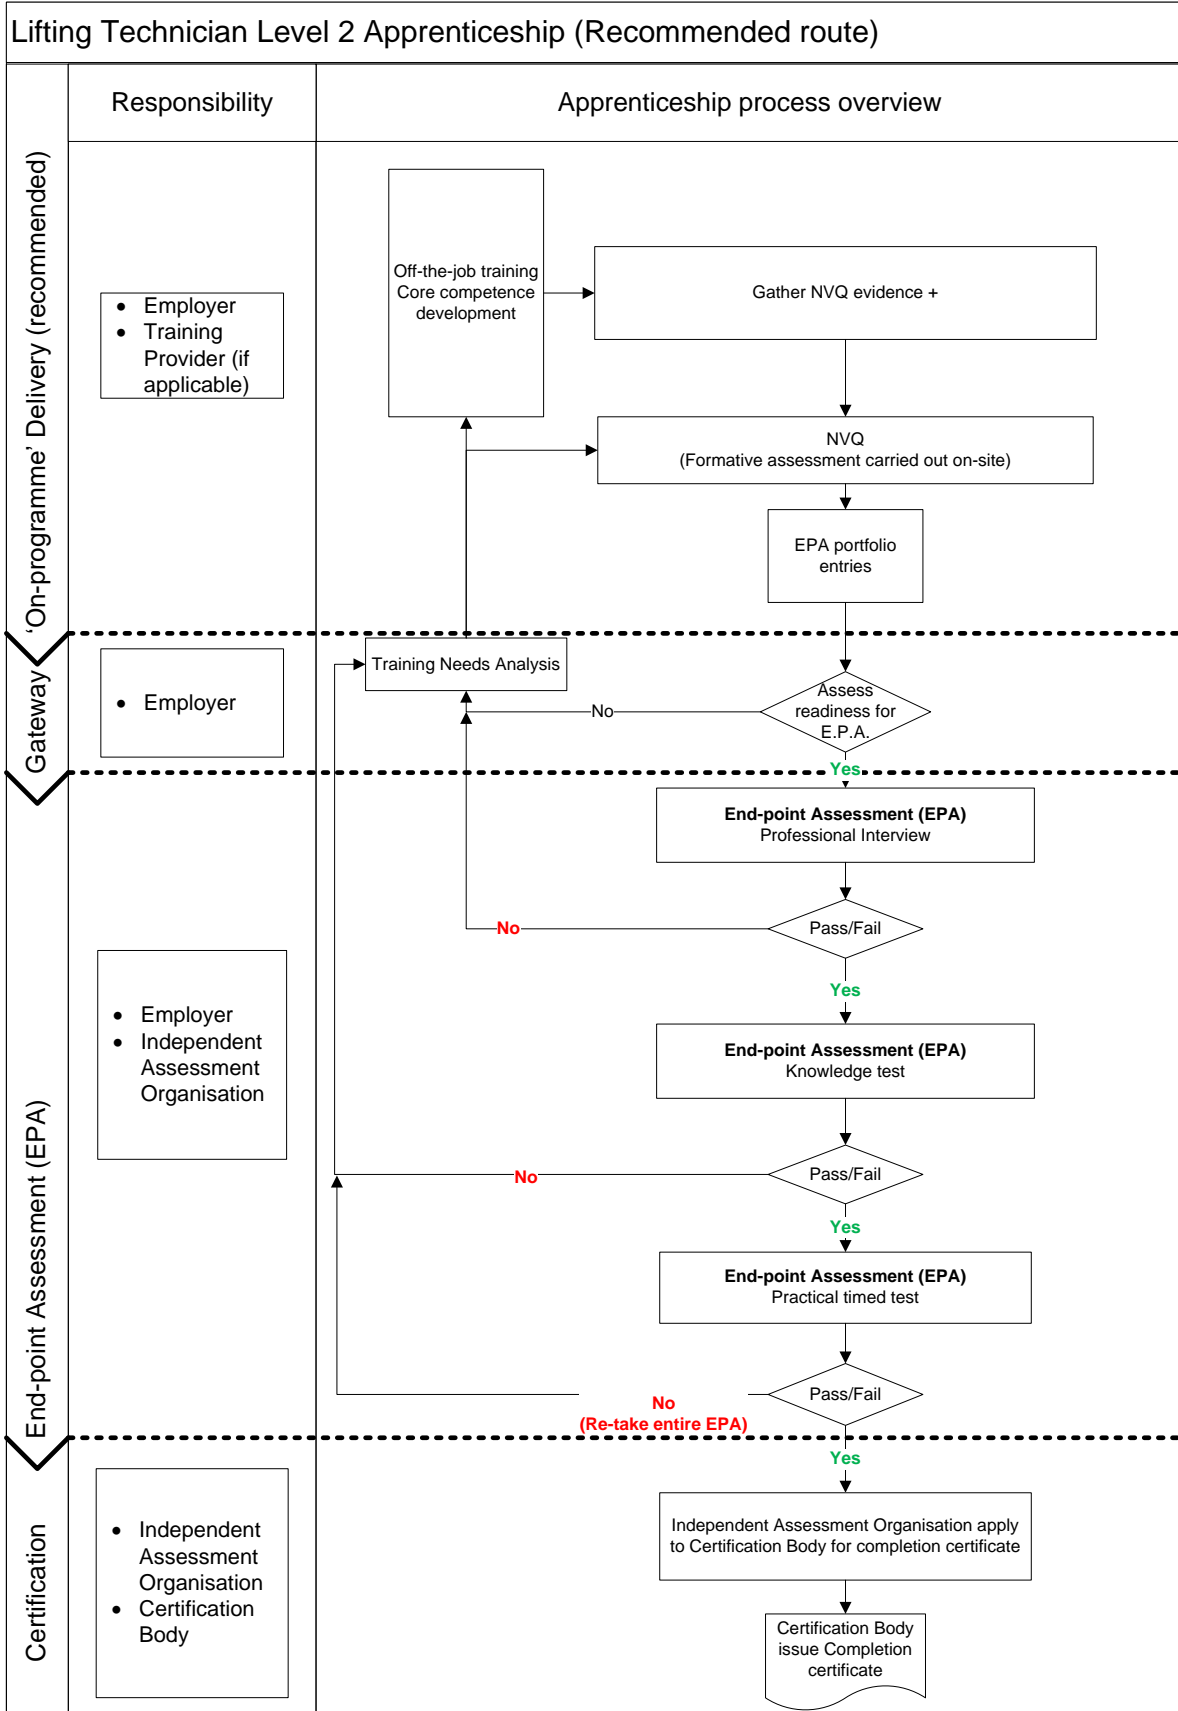 Lifting Technician Level 2 Apprenticeship (Recommended route)
Responsibility
Apprenticeship process overview
‘On-programme’ Delivery (recommended)
• Employer
• Training
Provider (if
applicable)
Off-the-job training
Core competence
development
Gather NVQ evidence +
NVQ
(Formative assessment carried out on-site)
EPA portfolio
entries
Gateway
• Employer
Training Needs Analysis
Assess
readiness for
E.P.A.
No
Yes
End-point Assessment (EPA)
• Employer
• Independent
Assessment
Organisation
End-point Assessment (EPA)
Professional Interview
Pass/Fail
No
Yes
End-point Assessment (EPA)
Knowledge test
Pass/Fail
No
Yes
End-point Assessment (EPA)
Practical timed test
Pass/Fail
No
(Re-take entire EPA)
Yes
Certification
• Independent
Assessment
Organisation
• Certification
Body
Independent Assessment Organisation apply
to Certification Body for completion certificate
Certification Body
issue Completion
certificate